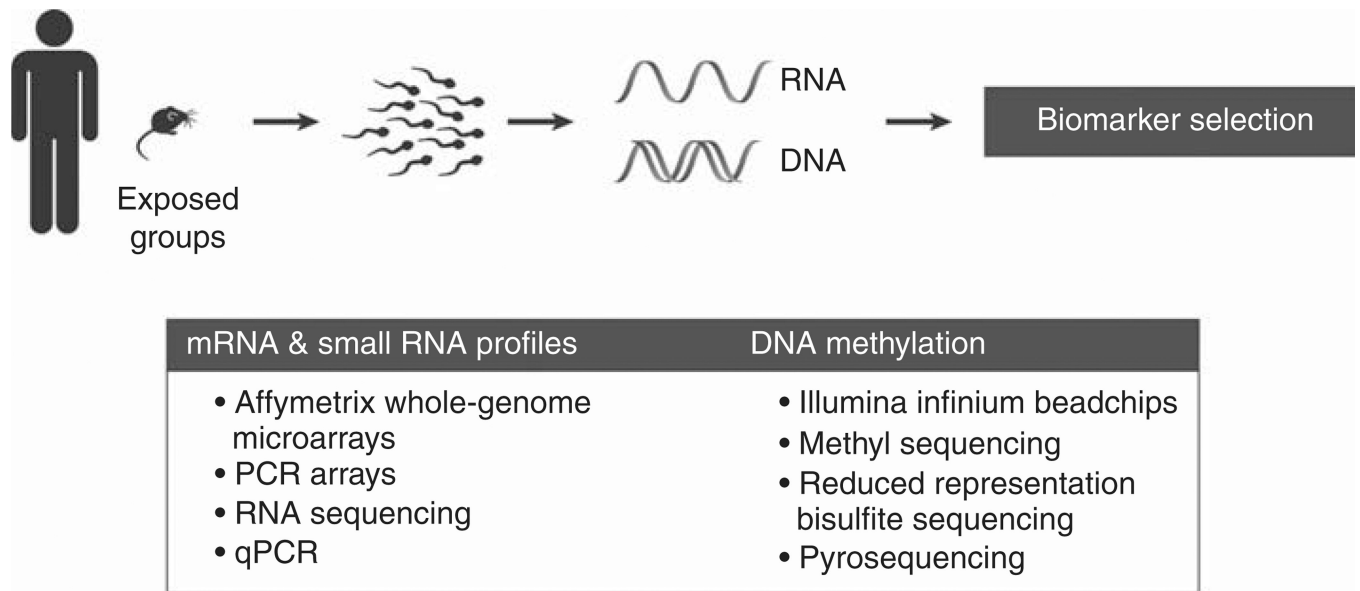 RNA
DNA
Biomarker selection
Exposed
groups
mRNA & small RNA profiles
• Affymetrix whole-genome
microarrays
• PCR arrays
• RNA sequencing
• qPCR
DNA methylation
• Illumina infinium beadchips
• Methyl sequencing
• Reduced representation
bisulfite sequencing
• Pyrosequencing